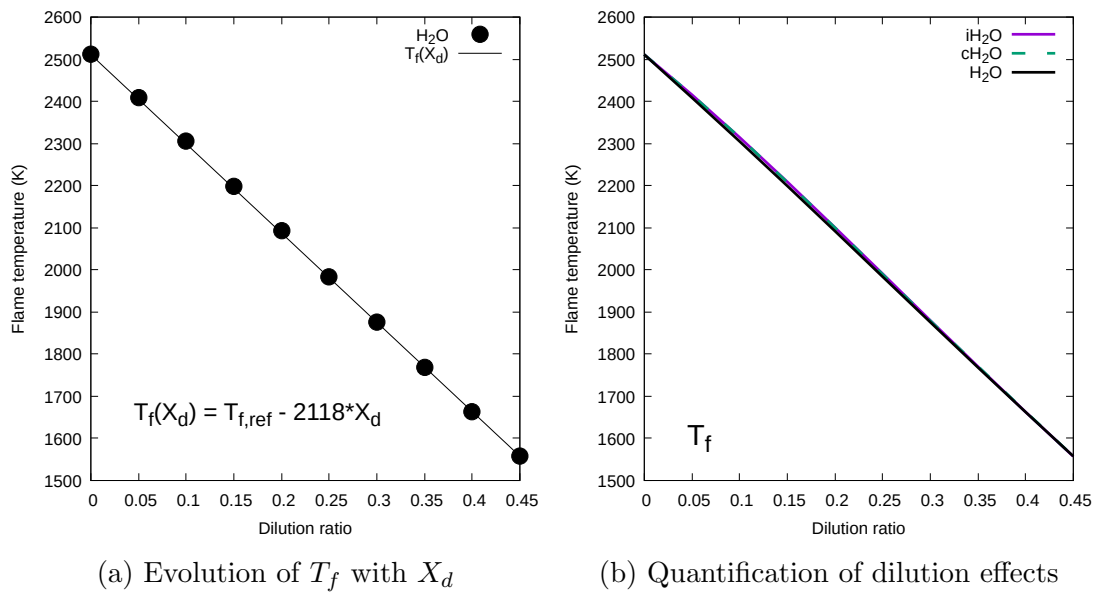 2600
2500
2400
2300
2200
2100
2000
1900
1800
1700
1600
1500
Flame temperature (K)
H2O
Tf(Xd)
Tf(Xd) = Tf,ref - 2118*Xd
0 0.05 0.1 0.15 0.2 0.25 0.3 0.35 0.4 0.45
Dilution ratio
(a) Evolution of Tf with Xd
2600
2500
2400
2300
2200
2100
2000
1900
1800
1700
1600
1500
Flame temperature (K)
iH2O
cH2O
H2O
Tf
0 0.05 0.1 0.15 0.2 0.25 0.3 0.35 0.4 0.45
Dilution ratio
(b) Quantification of dilution effects